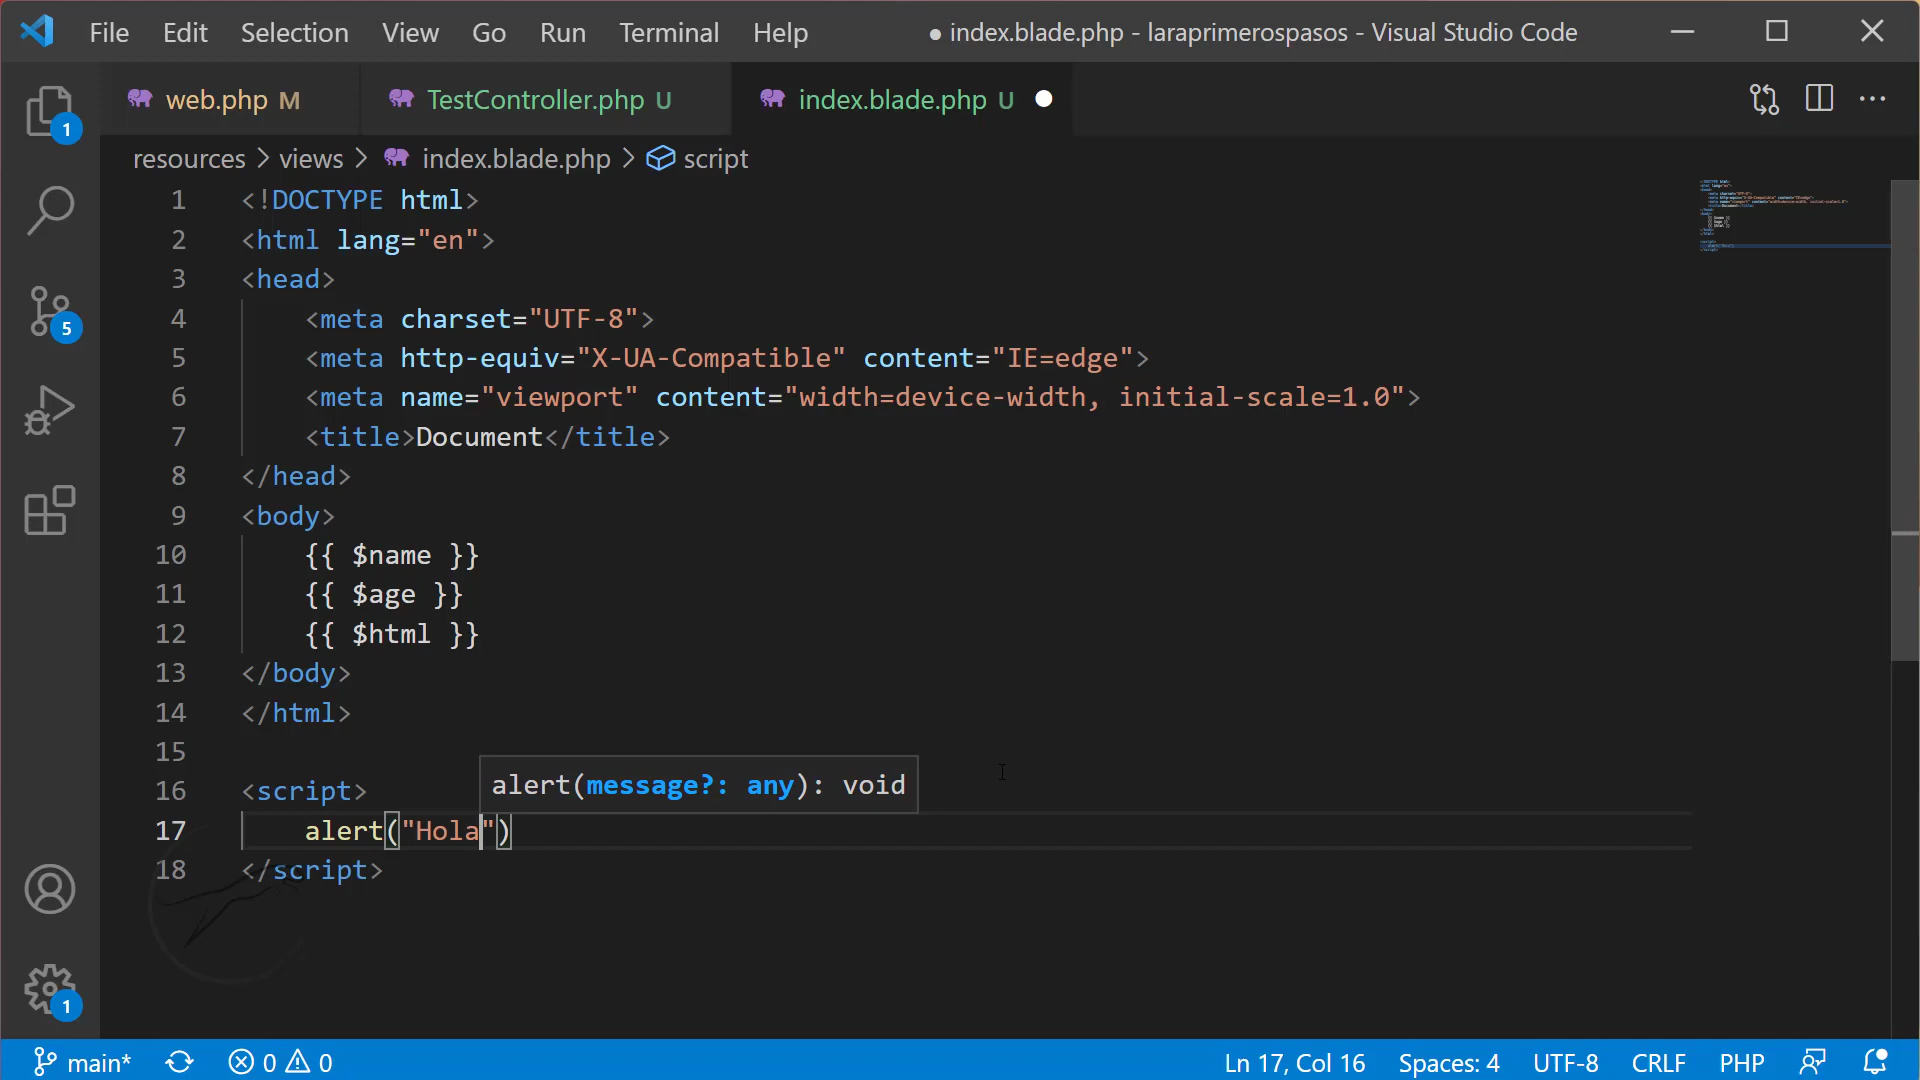 File Edit Selection View Go Run Terminal Help ● index.blade.php - laraprimerospasos - Visual Studio Code
web.php M TestController.php U index.blade.php U
resources > views > index.blade.php > script
1 <!DOCTYPE html>
2 <html lang="en">
3 <head>
4 <meta charset="UTF-8">
5 <meta http-equiv="X-UA-Compatible" content="IE=edge">
6 <meta name="viewport" content="width=device-width, initial-scale=1.0">
7 <title>Document</title>
8 </head>
9 <body>
10 {{ $name }}
11 {{ $age }}
12 {{ $html }}
13 </body>
14 </html>
15
alert(message?: any): void
16 <script>
17 alert("Hola")
18 </script>
1
5
1
main* 0 0 Ln 17, Col 16 Spaces: 4 UTF-8 CRLF PHP